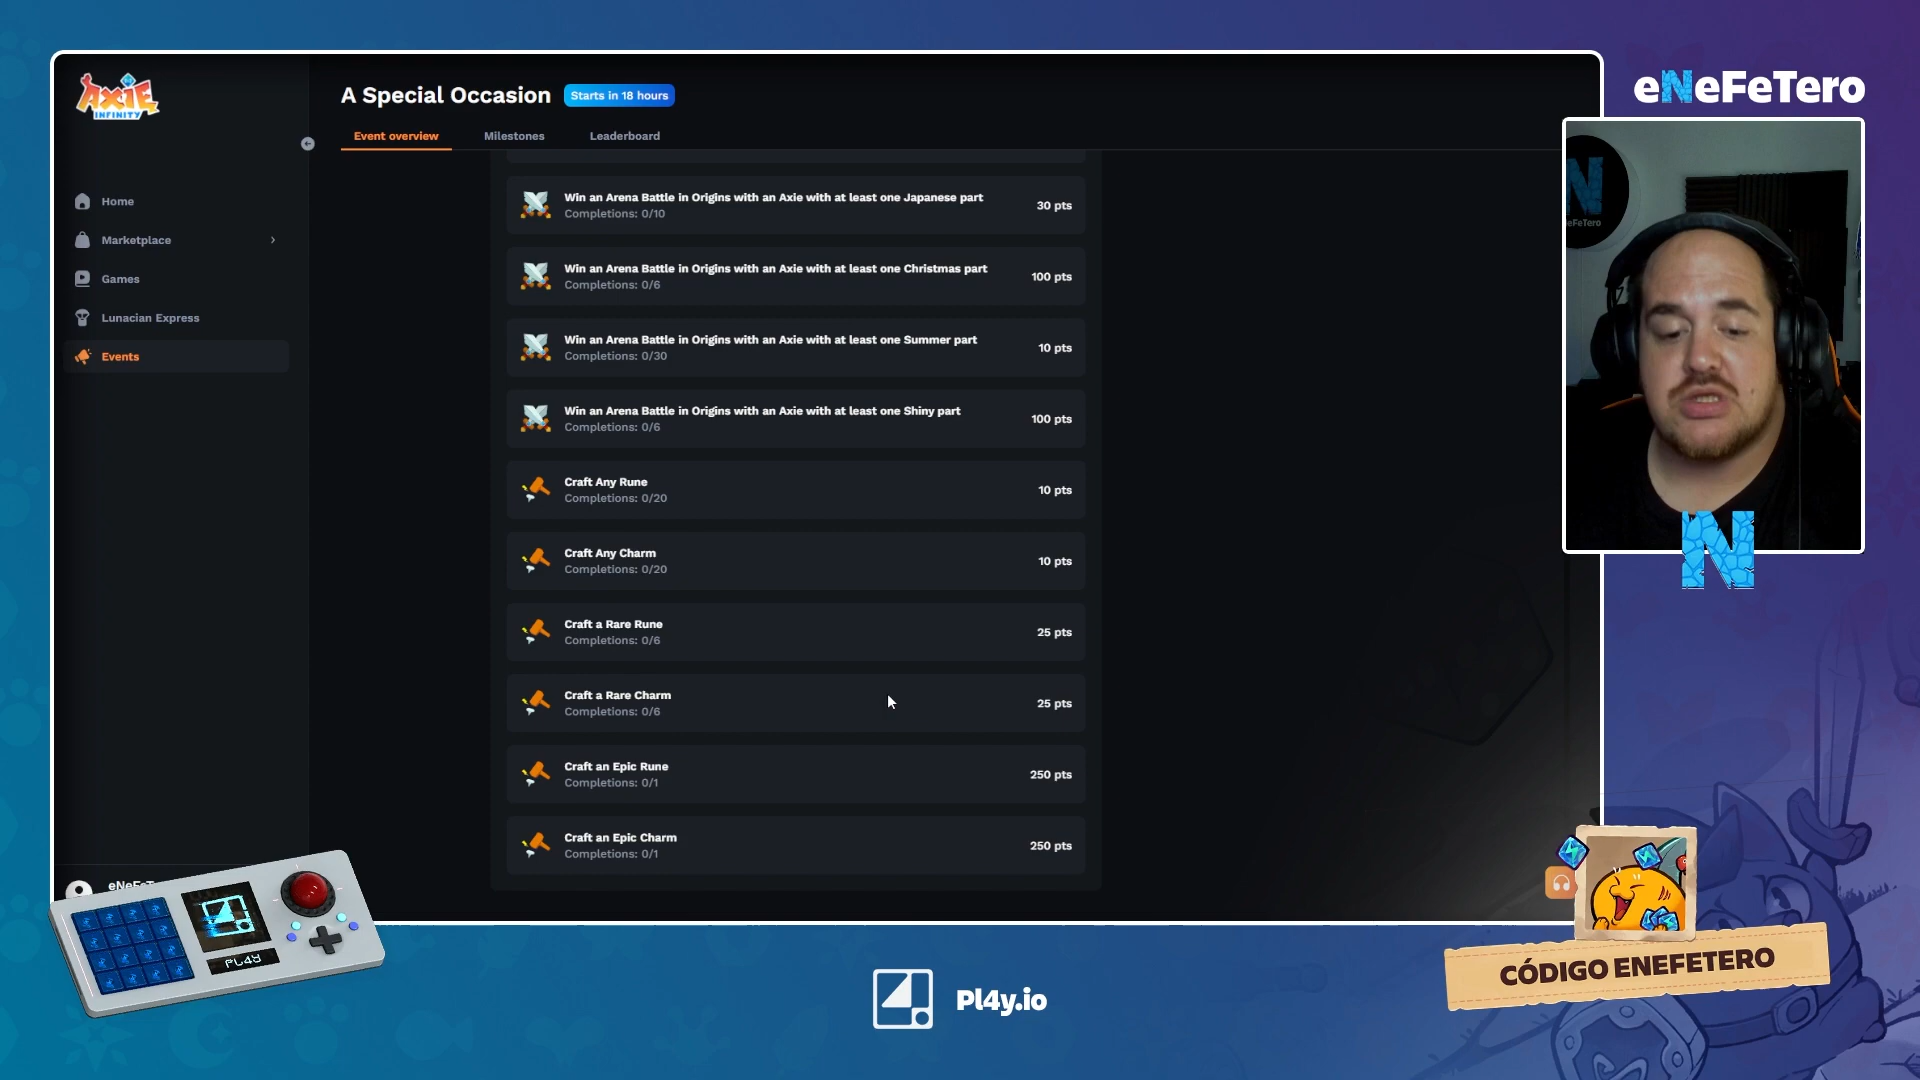 AXIE
INFINITY
A Special Occasion
Starts in 18 hours
Event overview
Milestones
Leaderboard
Home
Marketplace
Games
Lunacian Express
Events
Win an Arena Battle in Origins with an Axie with at least one Japanese part
Completions: 0/10
30 pts
Win an Arena Battle in Origins with an Axie with at least one Christmas part
Completions: 0/6
100 pts
Win an Arena Battle in Origins with an Axie with at least one Summer part
Completions: 0/30
10 pts
Win an Arena Battle in Origins with an Axie with at least one Shiny part
Completions: 0/6
100 pts
Craft Any Rune
Completions: 0/20
10 pts
Craft Any Charm
Completions: 0/20
10 pts
Craft a Rare Rune
Completions: 0/6
25 pts
Craft a Rare Charm
Completions: 0/6
25 pts
Craft an Epic Rune
Completions: 0/1
250 pts
Craft an Epic Charm
Completions: 0/1
250 pts
eNeFeTero
N
eFeTero
N
PL4Y
Pl4y.io
CÓDIGO ENEFETERO